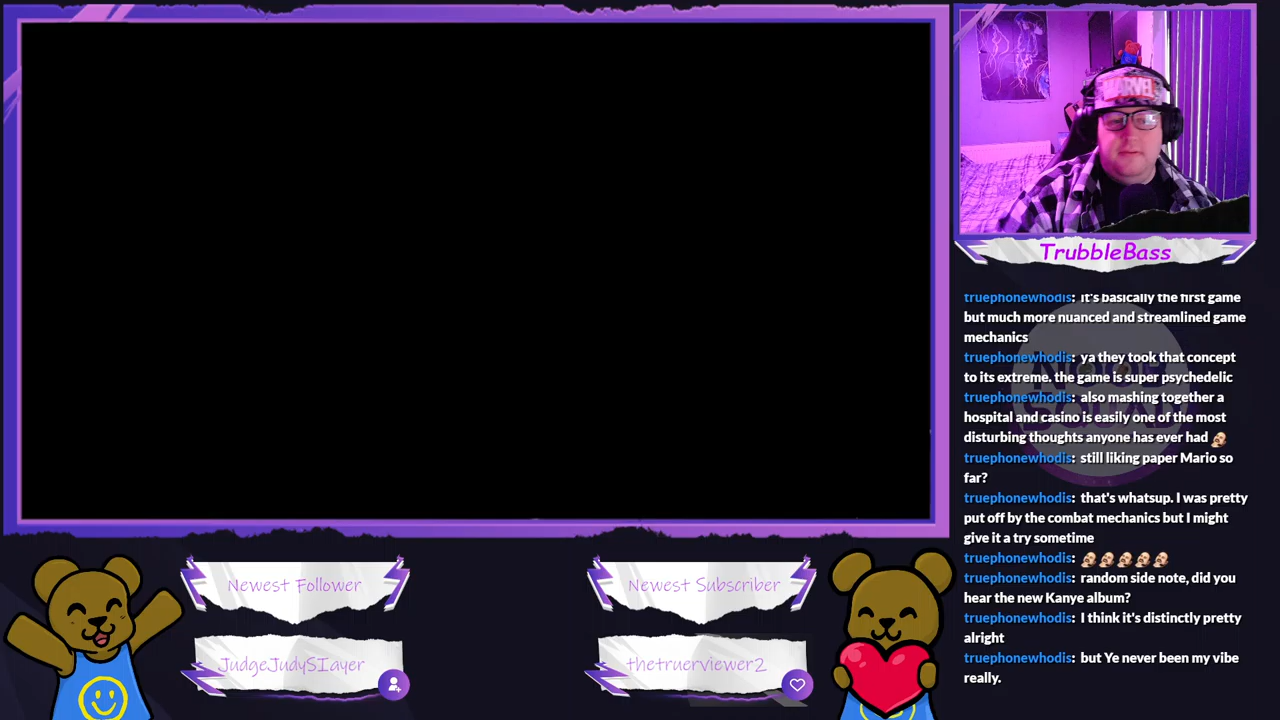 MARVEL
TrubbleBass
truephonewhodis: it's basically the first game
but much more nuanced and streamlined game
mechanics
truephonewhodis: ya they took that concept
to its extreme. the game is super psychedelic
truephonewhodis: also mashing together a
hospital and casino is easily one of the most
disturbing thoughts anyone has ever had
truephonewhodis: still liking paper Mario so
far?
truephonewhodis: that's whatsup. I was pretty
put off by the combat mechanics but I might
give it a try sometime
truephonewhodis:
truephonewhodis: random side note, did you
hear the new Kanye album?
truephonewhodis: I think it's distinctly pretty
alright
truephonewhodis: but Ye never been my vibe
really.
NOOB
SQUAD
Newest Follower
JudgeJudySlayer
Newest Subscriber
thetruerviewer2